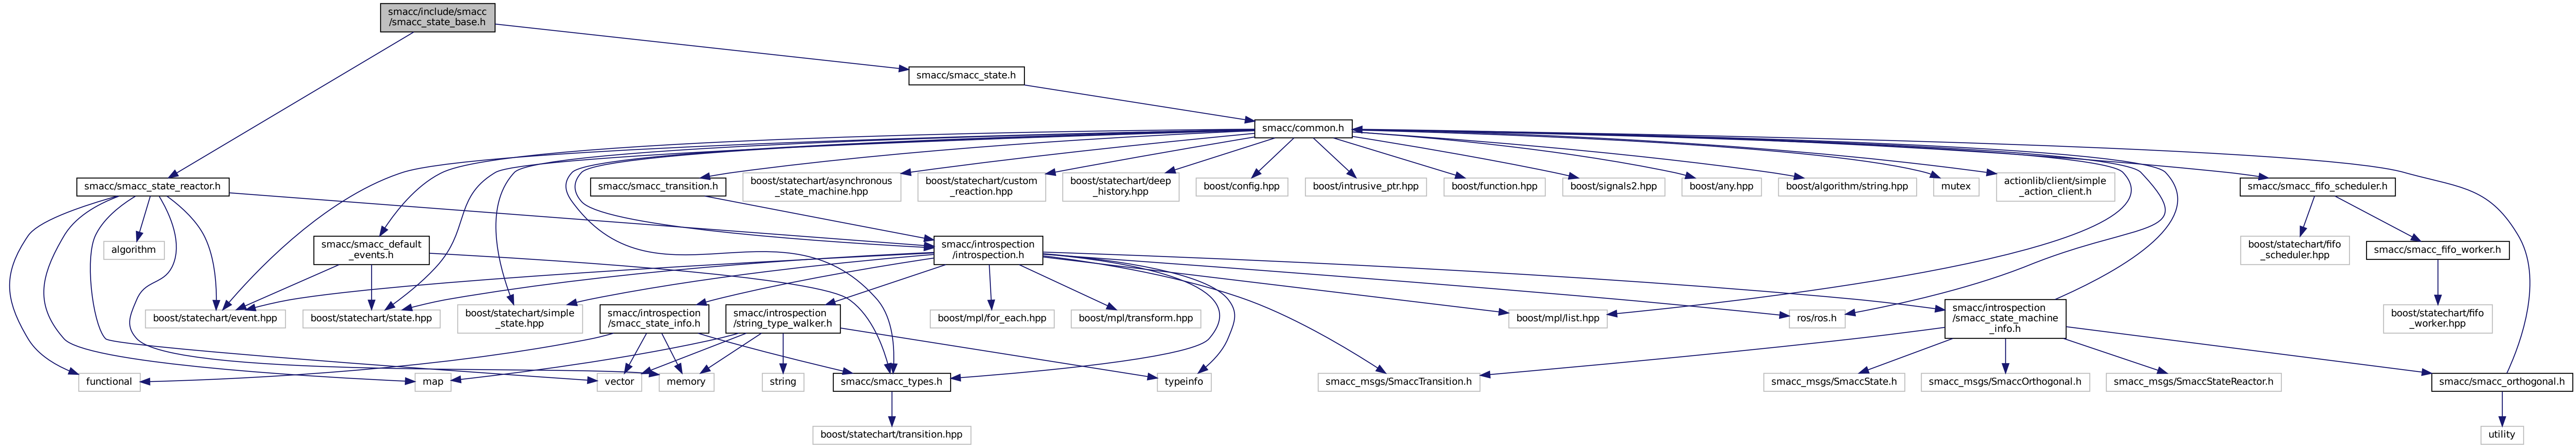 smacc/include/smacc
/smacc_state_base.h
smacc/smacc_state.h
smacc/common.h
smacc/smacc_state_reactor.h
smacc/smacc_transition.h
boost/statechart/asynchronous
_state_machine.hpp
boost/statechart/custom
_reaction.hpp
boost/statechart/deep
_history.hpp
boost/config.hpp
boost/intrusive_ptr.hpp
boost/function.hpp
boost/signals2.hpp
boost/any.hpp
boost/algorithm/string.hpp
mutex
actionlib/client/simple
_action_client.h
smacc/smacc_fifo_scheduler.h
algorithm
smacc/smacc_default
_events.h
smacc/introspection
/introspection.h
boost/statechart/fifo
_scheduler.hpp
smacc/smacc_fifo_worker.h
boost/statechart/event.hpp
boost/statechart/state.hpp
boost/statechart/simple
_state.hpp
smacc/introspection
/smacc_state_info.h
smacc/introspection
/string_type_walker.h
boost/mpl/for_each.hpp
boost/mpl/transform.hpp
boost/mpl/list.hpp
ros/ros.h
smacc/introspection
/smacc_state_machine
_info.h
boost/statechart/fifo
_worker.hpp
functional
map
vector
memory
string
smacc/smacc_types.h
typeinfo
smacc_msgs/SmaccTransition.h
smacc_msgs/SmaccState.h
smacc_msgs/SmaccOrthogonal.h
smacc_msgs/SmaccStateReactor.h
smacc/smacc_orthogonal.h
boost/statechart/transition.hpp
utility